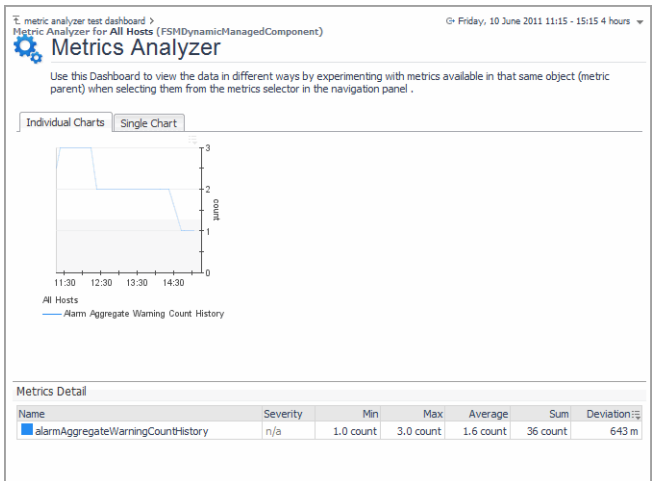 metric analyzer test dashboard >
Friday, 10 June 2011 11:15 - 15:15 4 hours
Metric Analyzer for All Hosts (FSMDynamicManagedComponent)
Metrics Analyzer
Use this Dashboard to view the data in different ways by experimenting with metrics available in that same object (metric
parent) when selecting them from the metrics selector in the navigation panel .
Individual Charts Single Chart
3
2
count
1
0
11:30 12:30 13:30 14:30
All Hosts
Alarm Aggregate Warning Count History
Metrics Detail
Name Severity Min Max Average Sum Deviation
alarmAggregateWarningCountHistory n/a 1.0 count 3.0 count 1.6 count 36 count 643 m